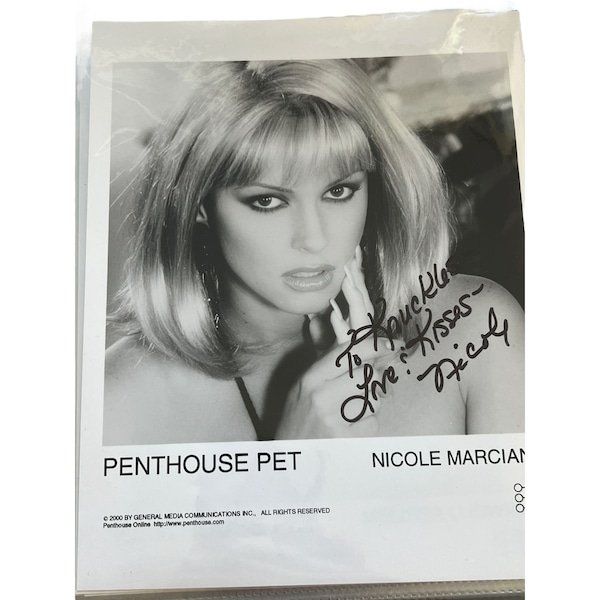 To Knuckles
Love & Kisses-
Nicole
PENTHOUSE PET NICOLE MARCIAN
© 2000 BY GENERAL MEDIA COMMUNICATIONS INC., ALL RIGHTS RESERVED
Penthouse Online http://www.penthouse.com